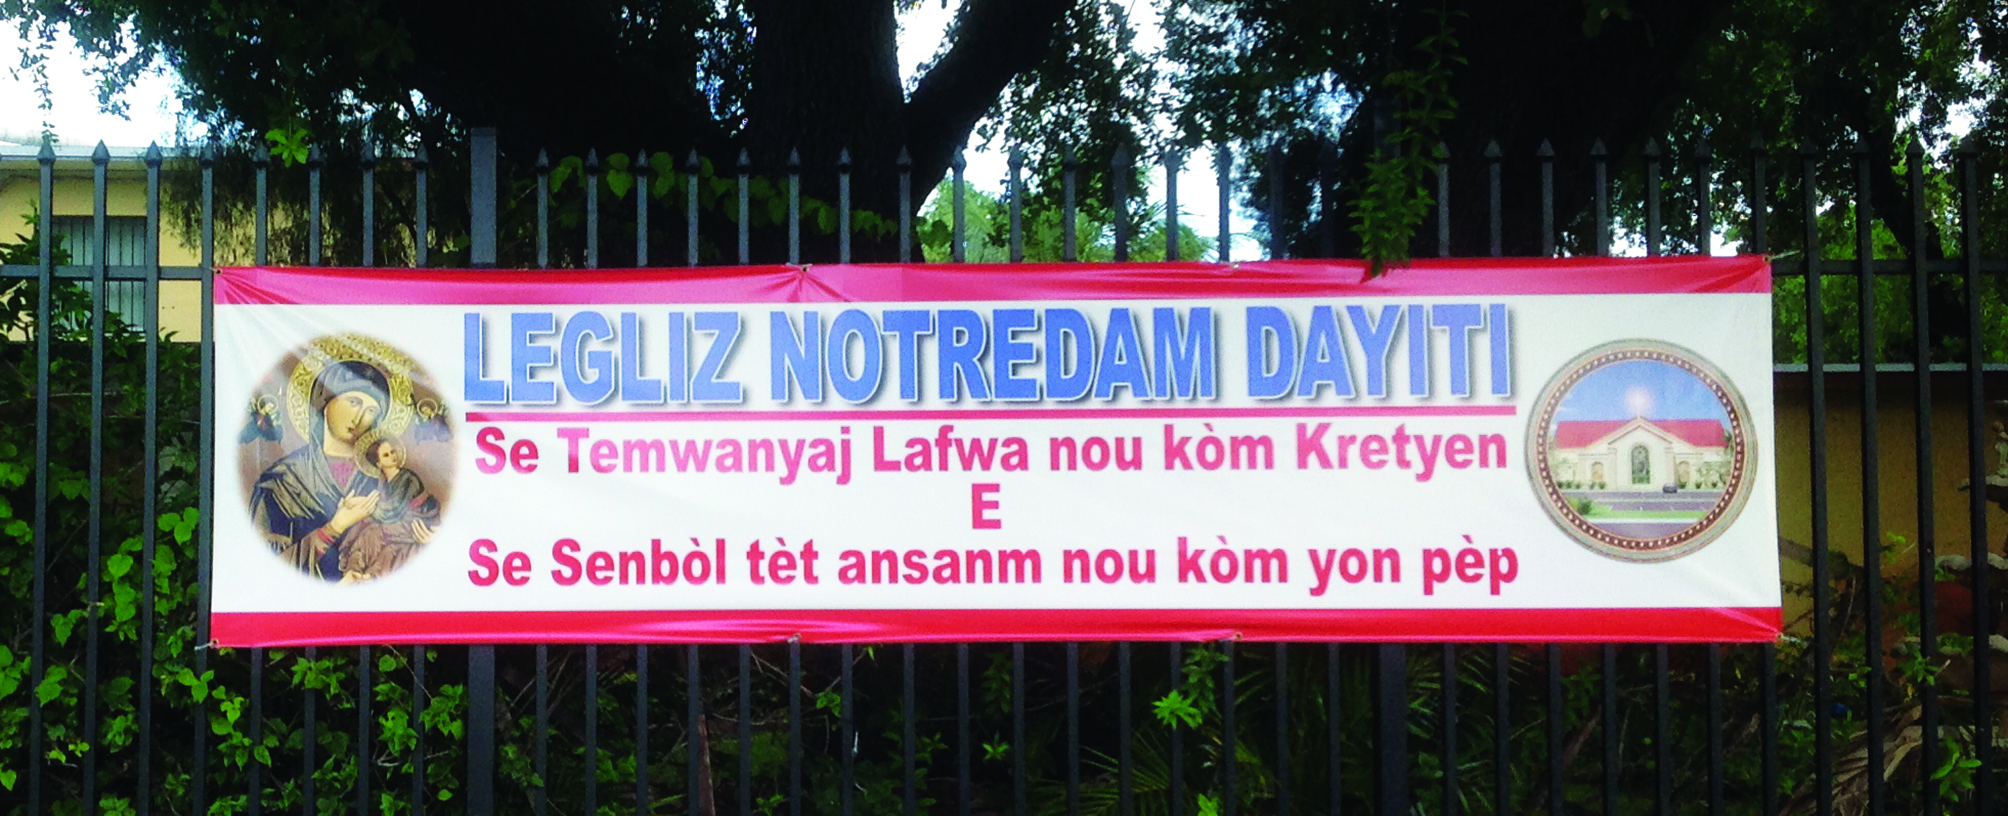 LEGLIZ NOTREDAM DAYITI
Se Temwanyaj Lafwa nou kòm Kretyen
E
Se Senbòl tèt ansanm nou kòm yon pèp